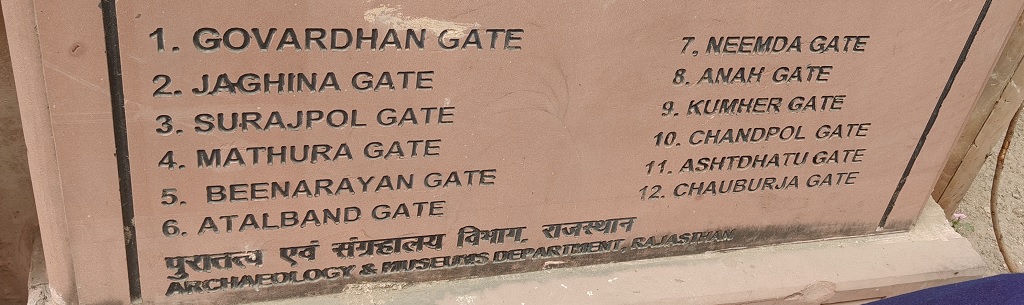 1. GOVARDHAN GATE
2. JAGHINA GATE
3. SURAJPOL GATE
4. MATHURA GATE
5. BEENARAYAN GATE
6. ATALBAND GATE
7, NEEMDA GATE
8. ANAH GATE
9. KUMHER GATE
10. CHANDPOL GATE
11. ASHTDHATU GATE
12. CHAUBURJA GATE
पुरातत्व एवं संग्रहालय विभाग, राजस्थान
ARCHAEOLOGY & MUSEUMS DEPARTMENT, RAJASTHAN